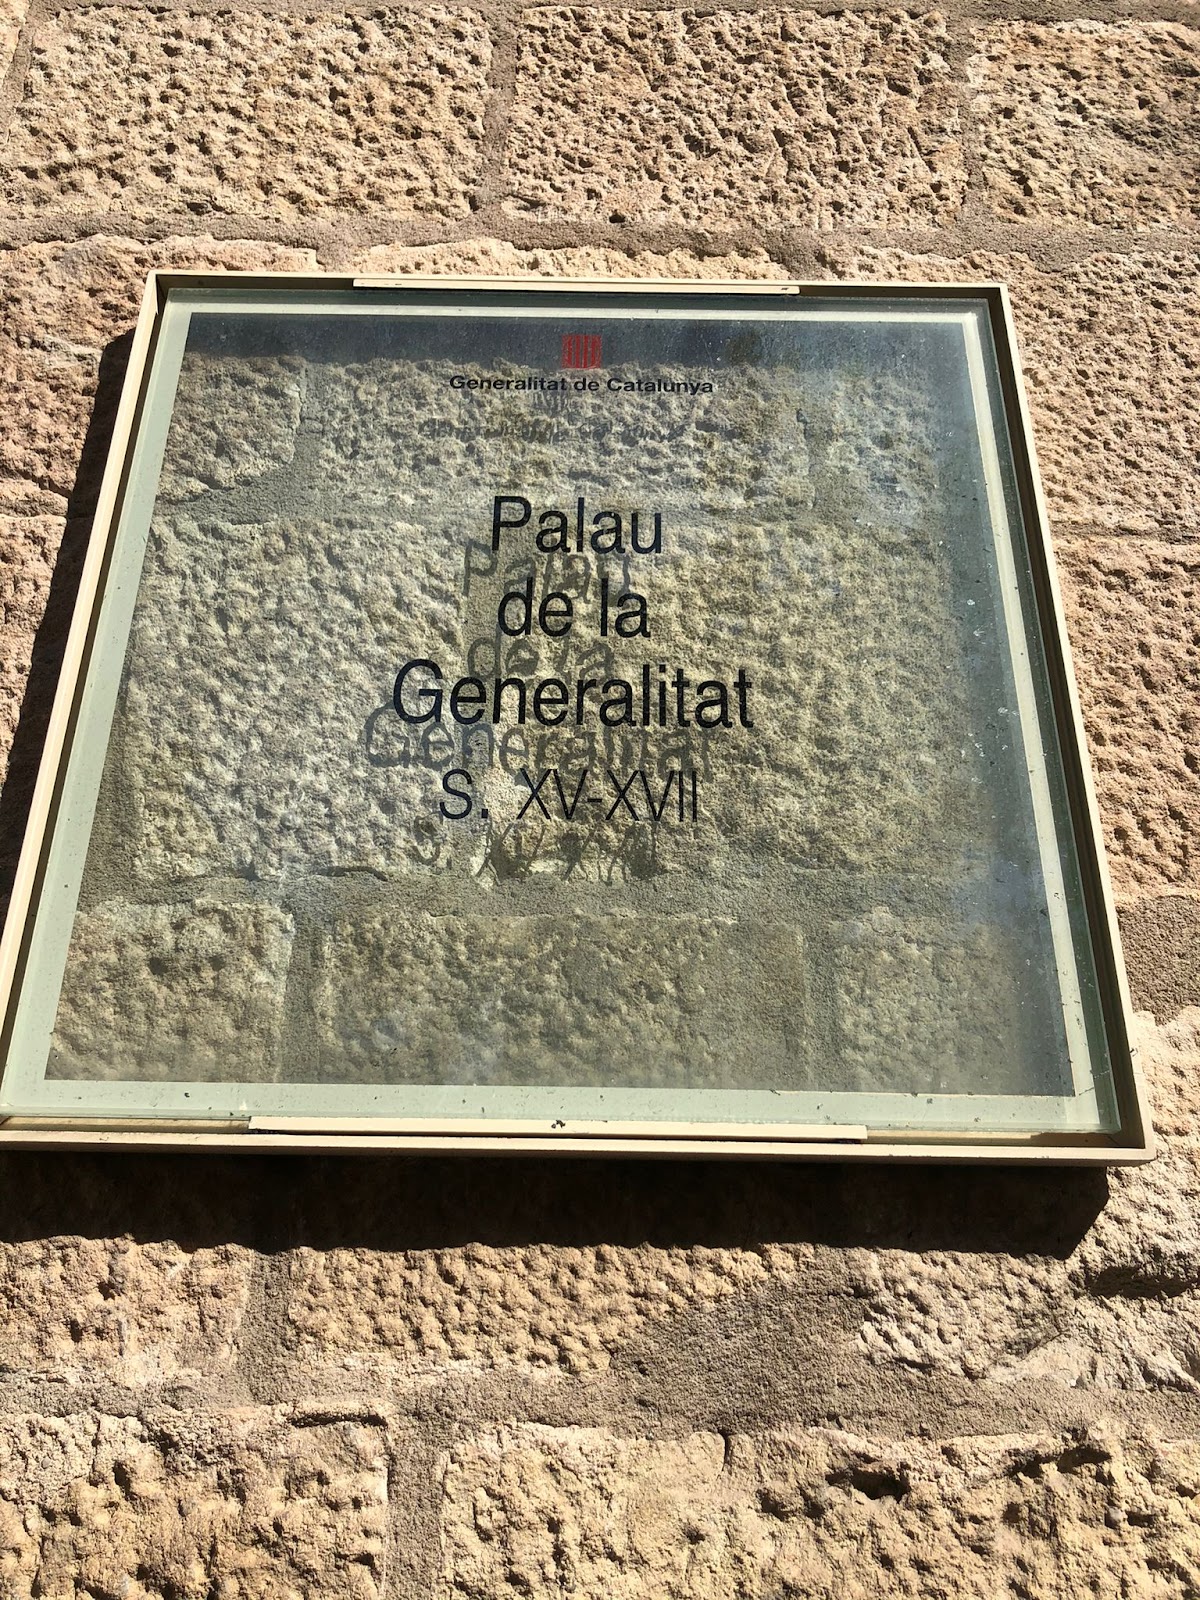 Generalitat de Catalunya
Palau
de la
Generalitat
S. XV-XVII